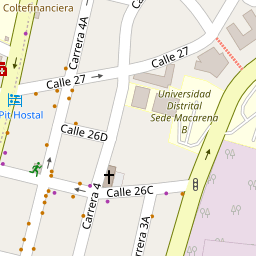 Coltefinanciera
Carrera 4A
Calle 27
Calle 27
Pit Hostal
Universidad
Distrital
Sede Macarena
B
Calle 26D
Calle 26C
Carrera 4
Carrera 3A